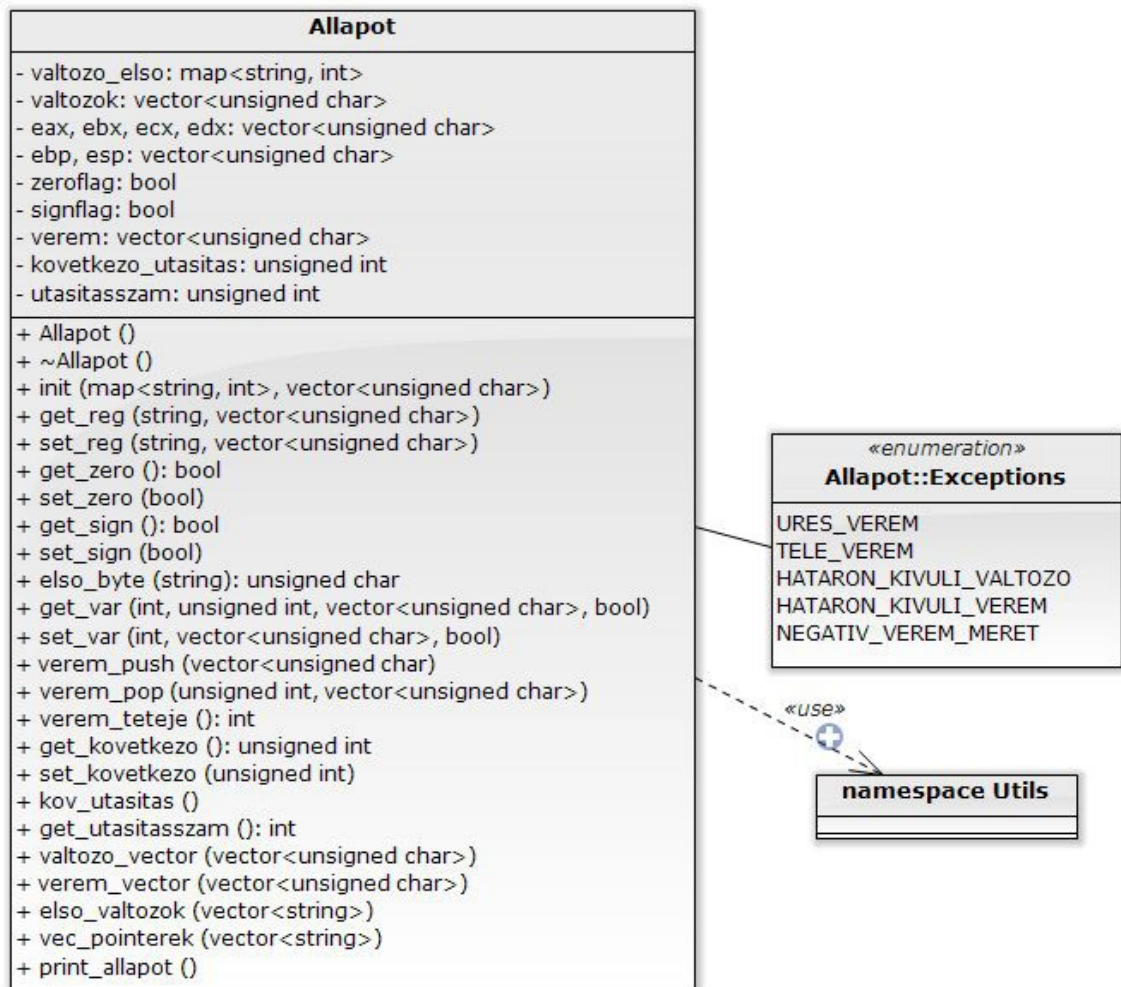 Allapot
- valtozo_elso: map<string, int>
- valtozok: vector<unsigned char>
- eax, ebx, ecx, edx: vector<unsigned char>
- ebp, esp: vector<unsigned char>
- zeroflag: bool
- signflag: bool
- verem: vector<unsigned char>
- kovetkezo_utasitas: unsigned int
- utasitasszam: unsigned int
+ Allapot ()
+ ~Allapot ()
+ init (map<string, int>, vector<unsigned char>)
+ get_reg (string, vector<unsigned char>)
+ set_reg (string, vector<unsigned char>)
+ get_zero (): bool
+ set_zero (bool)
+ get_sign (): bool
+ set_sign (bool)
+ elso_byte (string): unsigned char
+ get_var (int, unsigned int, vector<unsigned char>, bool)
+ set_var (int, vector<unsigned char>, bool)
+ verem_push (vector<unsigned char)
+ verem_pop (unsigned int, vector<unsigned char>)
+ verem_teteje (): int
+ get_kovetkezo (): unsigned int
+ set_kovetkezo (unsigned int)
+ kov_utasitas ()
+ get_utasitasszam (): int
+ valtozo_vector (vector<unsigned char>)
+ verem_vector (vector<unsigned char>)
+ elso_valtozok (vector<string>)
+ vec_pointerek (vector<string>)
+ print_allapot ()
«enumeration»
Allapot::Exceptions
URES_VEREM
TELE_VEREM
HATARON_KIVULI_VALTOZO
HATARON_KIVULI_VEREM
NEGATIV_VEREM_MERET
«use»
namespace Utils